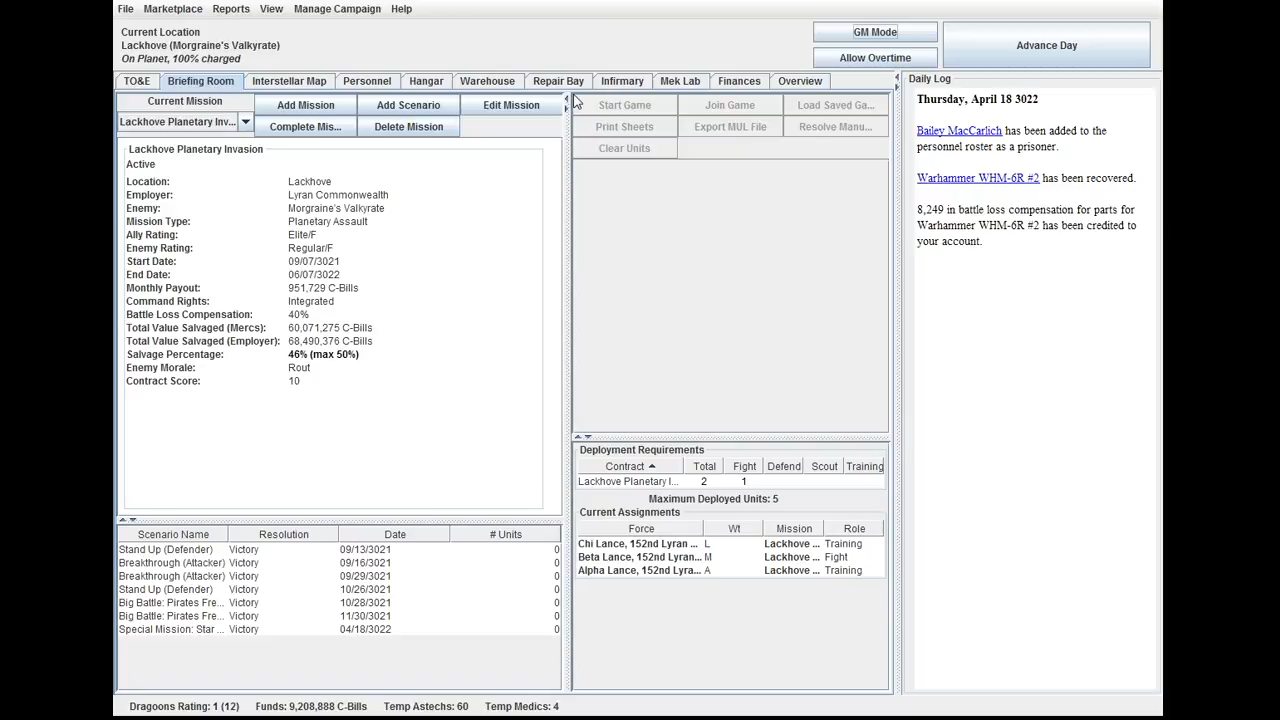 File Marketplace Reports View Manage Campaign Help
Current Location
Lackhove (Morgraine's Valkyrate)
On Planet, 100% charged
GM Mode
Allow Overtime
Advance Day
TO&E Briefing Room Interstellar Map Personnel Hangar Warehouse Repair Bay Infirmary Mek Lab Finances Overview
Current Mission
Lackhove Planetary Inv...
Add Mission Add Scenario Edit Mission
Complete Mis... Delete Mission
Lackhove Planetary Invasion
Active
Location: Lackhove
Employer: Lyran Commonwealth
Enemy: Morgraine's Valkyrate
Mission Type: Planetary Assault
Ally Rating: Elite/F
Enemy Rating: Regular/F
Start Date: 09/07/3021
End Date: 06/07/3022
Monthly Payout: 951,729 C-Bills
Command Rights: Integrated
Battle Loss Compensation: 40%
Total Value Salvaged (Mercs): 60,071,275 C-Bills
Total Value Salvaged (Employer): 68,490,376 C-Bills
Salvage Percentage: 46% (max 50%)
Enemy Morale: Rout
Contract Score: 10
Scenario Name Resolution Date # Units
Stand Up (Defender) Victory 09/13/3021 0
Breakthrough (Attacker) Victory 09/16/3021 0
Breakthrough (Attacker) Victory 09/29/3021 0
Stand Up (Defender) Victory 10/26/3021 0
Big Battle: Pirates Fre... Victory 10/28/3021 0
Big Battle: Pirates Fre... Victory 11/30/3021 0
Special Mission: Star ... Victory 04/18/3022 0
Start Game Join Game Load Saved Ga...
Print Sheets Export MUL File Resolve Manu...
Clear Units
Deployment Requirements
Contract Total Fight Defend Scout Training
Lackhove Planetary I... 2 1
Maximum Deployed Units: 5
Current Assignments
Force Wt Mission Role
Chi Lance, 152nd Lyran ... L Lackhove ... Training
Beta Lance, 152nd Lyran... M Lackhove ... Fight
Alpha Lance, 152nd Lyra... A Lackhove ... Training
Daily Log
Thursday, April 18 3022
Bailey MacCarlich has been added to the
personnel roster as a prisoner.
Warhammer WHM-6R #2 has been recovered.
8,249 in battle loss compensation for parts for
Warhammer WHM-6R #2 has been credited to
your account.
Dragoons Rating: 1 (12) Funds: 9,208,888 C-Bills Temp Astechs: 60 Temp Medics: 4